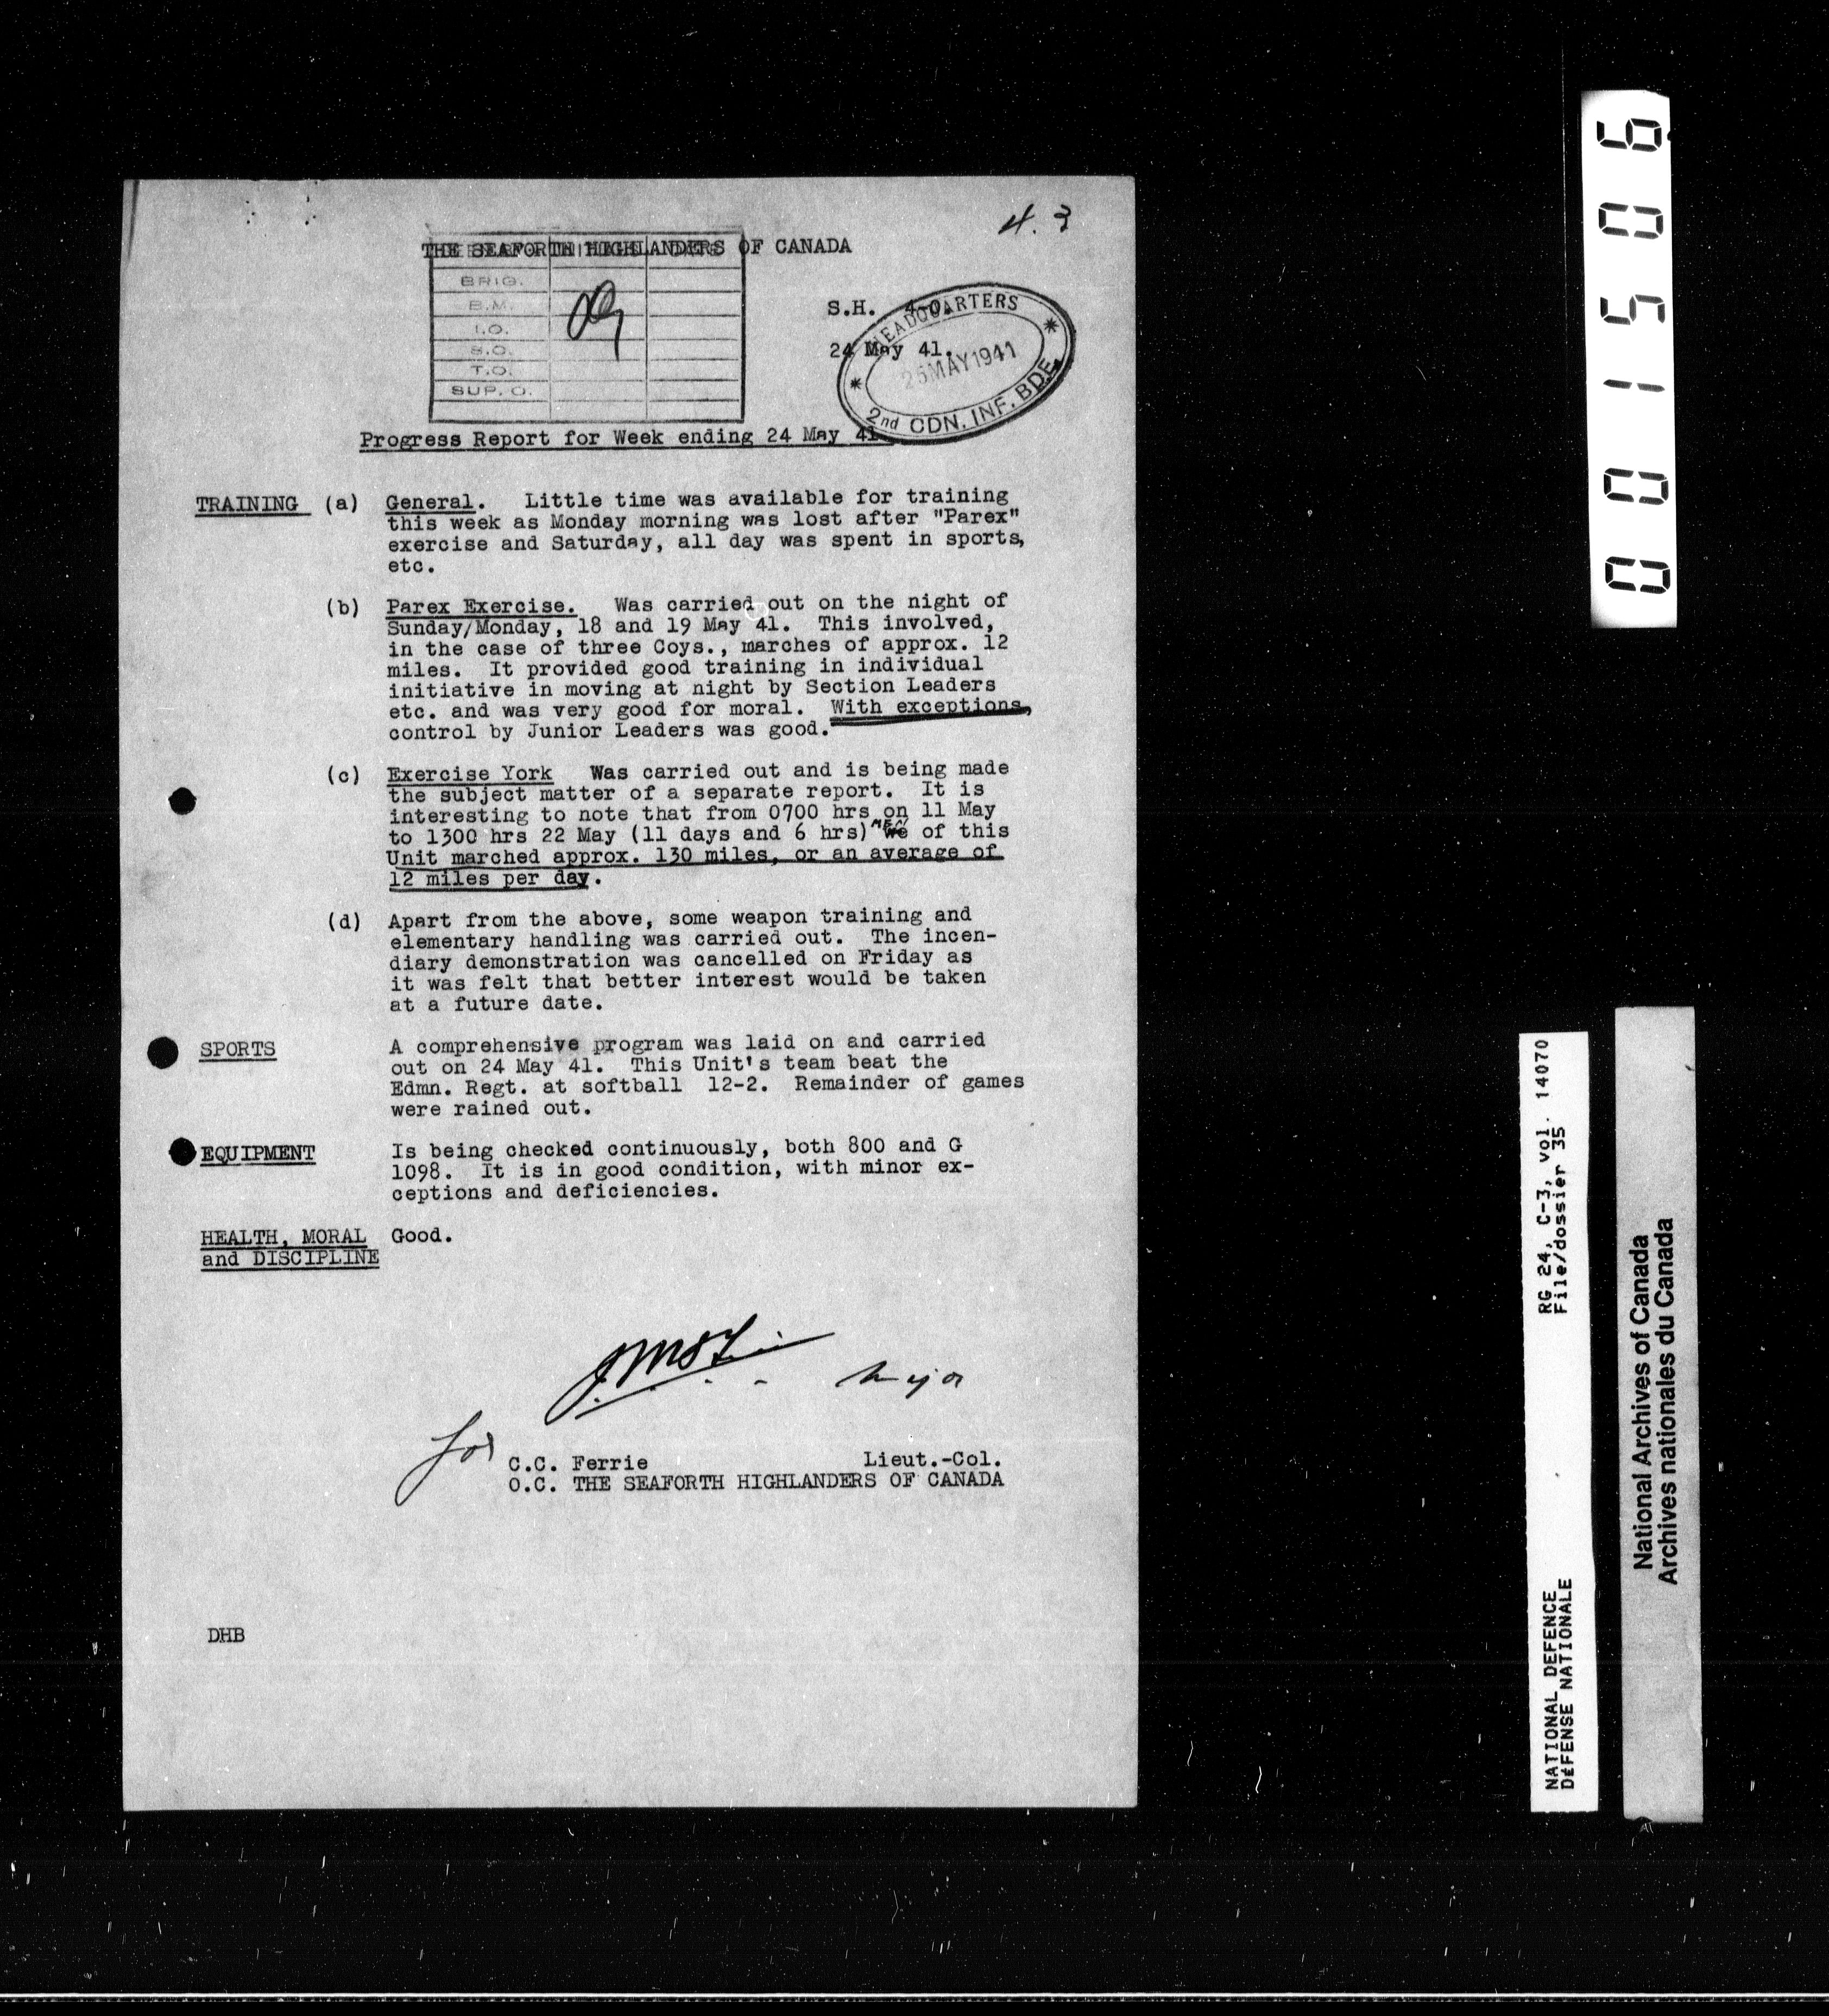 4.3
THE SEAFORTH HIGHLANDERS OF CANADA
BRIG.
B.M.
I.O.
S.O.
T.O.
SUP. O.
S.H. 4-0.
24 May 41.
HEADQUARTERS
25 MAY 1941
2nd CDN. INF. BDE.
Progress Report for Week ending 24 May 41
TRAINING (a) General. Little time was available for training
this week as Monday morning was lost after "Parex"
exercise and Saturday, all day was spent in sports,
etc.
(b) Parex Exercise. Was carried out on the night of
Sunday/Monday, 18 and 19 May 41. This involved,
in the case of three Coys., marches of approx. 12
miles. It provided good training in individual
initiative in moving at night by Section Leaders
etc. and was very good for moral. With exceptions,
control by Junior Leaders was good.
(c) Exercise York Was carried out and is being made
the subject matter of a separate report. It is
interesting to note that from 0700 hrs on 11 May
to 1300 hrs 22 May (11 days and 6 hrs) MEN of this
Unit marched approx. 130 miles, or an average of
12 miles per day.
(d) Apart from the above, some weapon training and
elementary handling was carried out. The incen-
diary demonstration was cancelled on Friday as
it was felt that better interest would be taken
at a future date.
SPORTS A comprehensive program was laid on and carried
out on 24 May 41. This Unit's team beat the
Edmn. Regt. at softball 12-2. Remainder of games
were rained out.
EQUIPMENT Is being checked continuously, both 800 and G
1098. It is in good condition, with minor ex-
ceptions and deficiencies.
HEALTH, MORAL Good.
and DISCIPLINE
Major
for
C.C. Ferrie Lieut.-Col.
O.C. THE SEAFORTH HIGHLANDERS OF CANADA
DHB
001506
RG 24, C-3, vol. 14070
File/dossier 35
NATIONAL DEFENCE
DÉFENSE NATIONALE
National Archives of Canada
Archives nationales du Canada